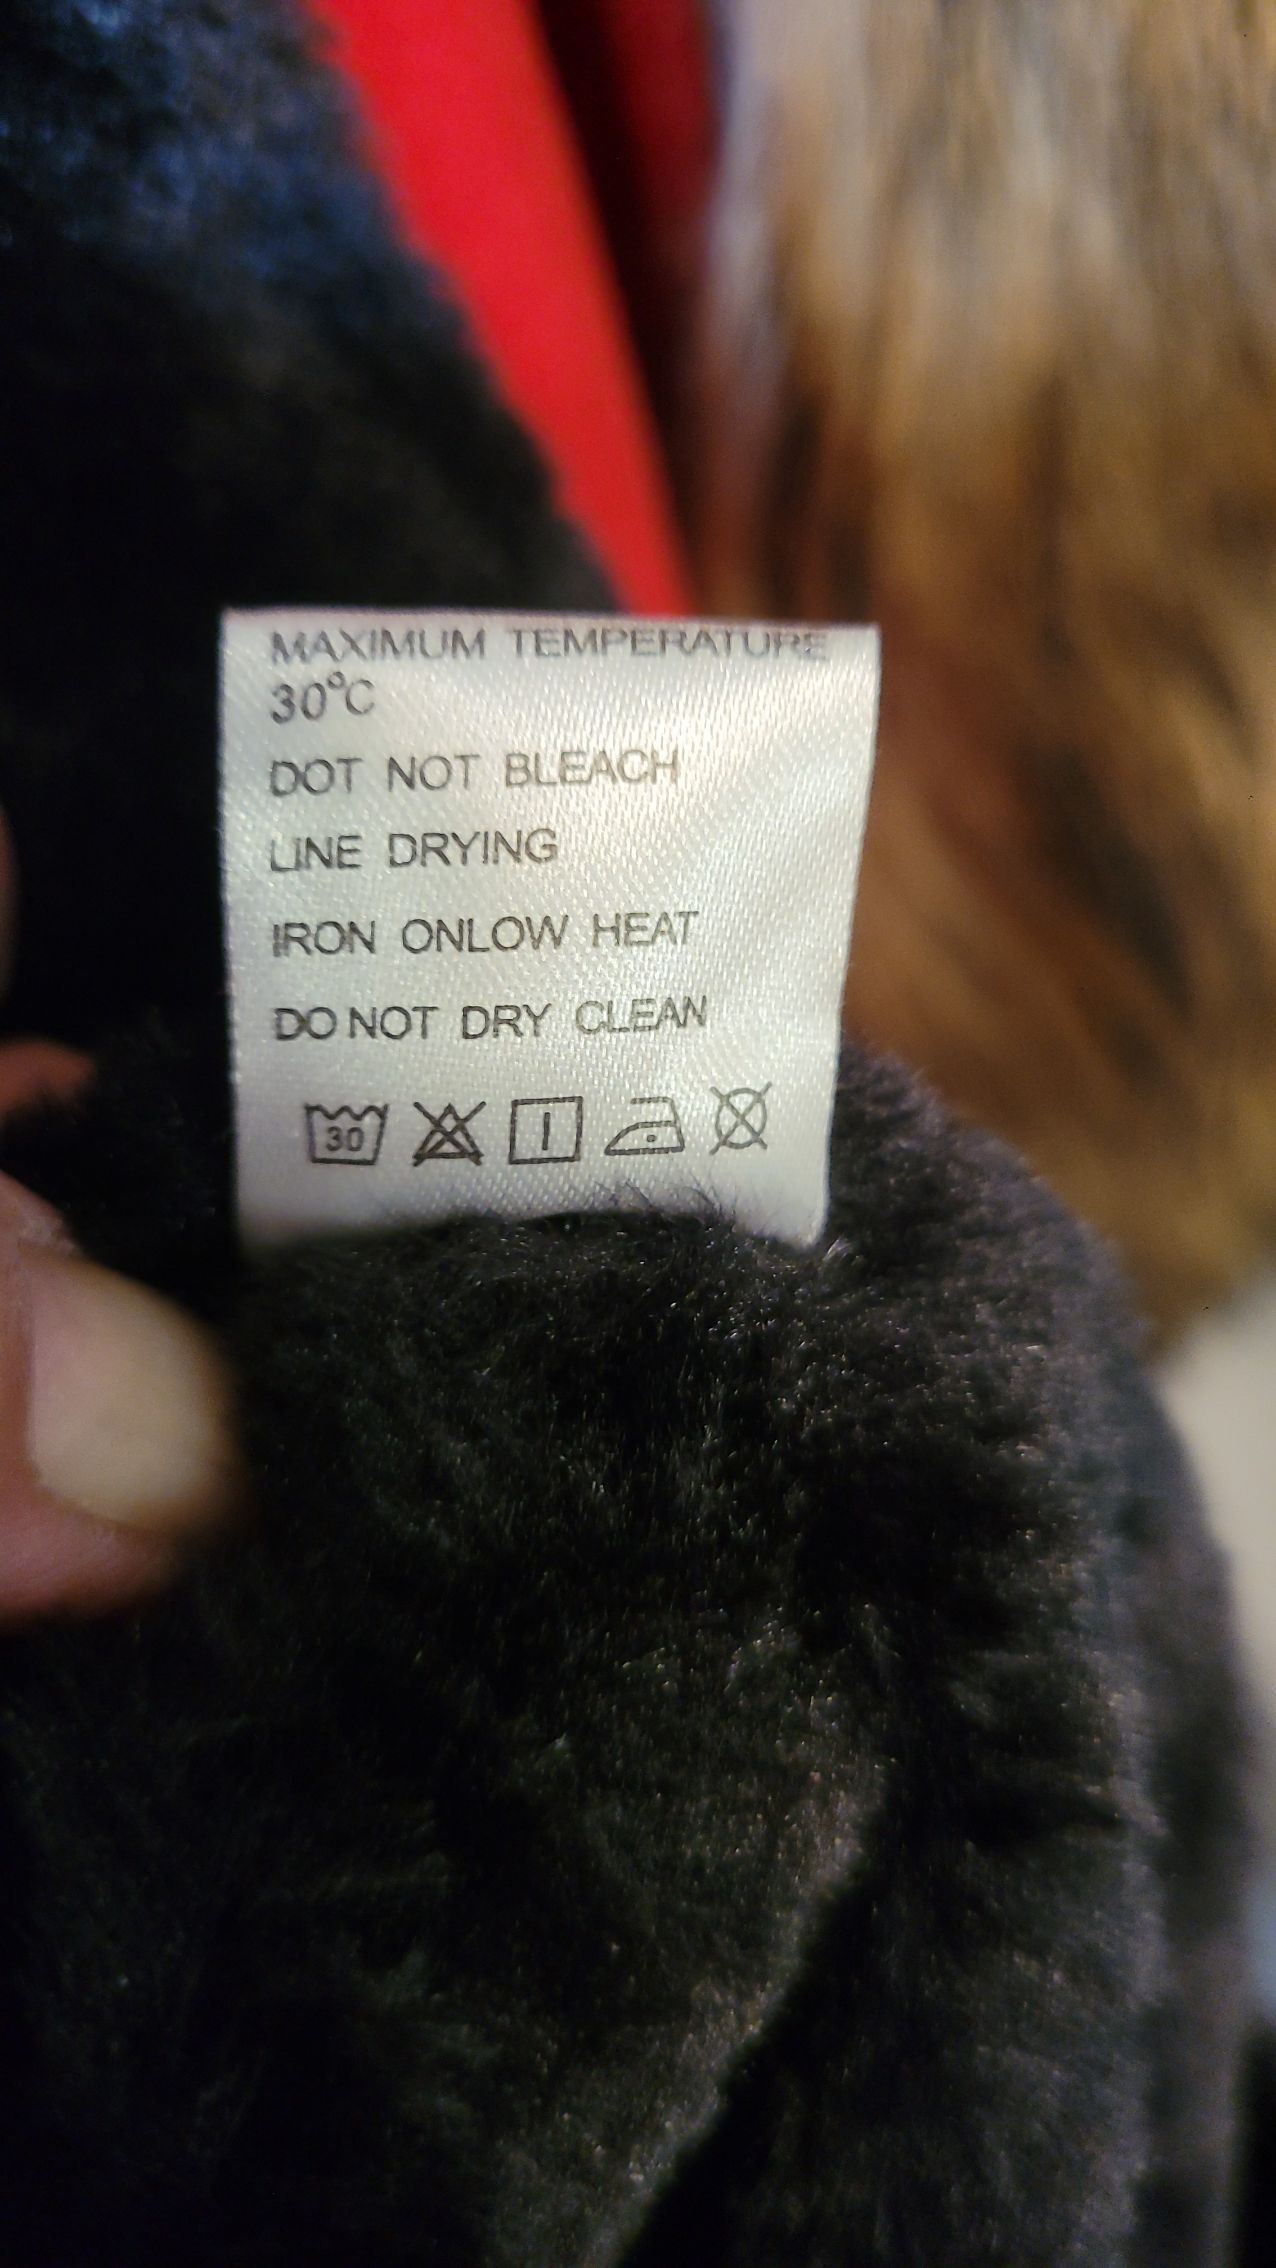 MAXIMUM TEMPERATURE
30°C
DOT NOT BLEACH
LINE DRYING
IRON ONLOW HEAT
DO NOT DRY CLEAN
30